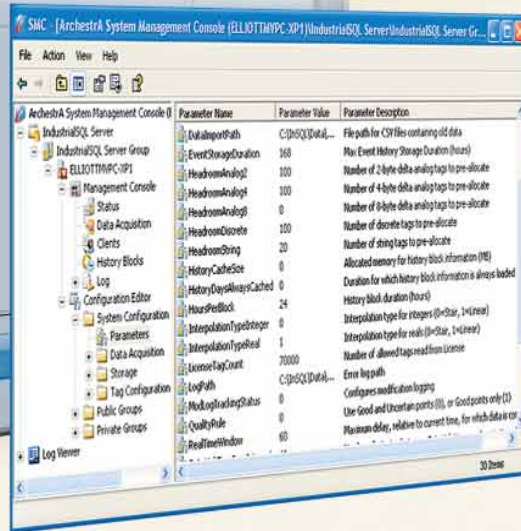 SMC - [ArchestrA System Management Console (ELLIOTTMYPC-XP1)\IndustrialSQL Server\IndustrialSQL Server Gr...
File Action View Help
ArchestrA System Management Console (I
IndustrialSQL Server
IndustrialSQL Server Group
ELLIOTTMYPC-XP1
Management Console
Status
Data Acquisition
Clients
History Blocks
Log
Configuration Editor
System Configuration
Parameters
Data Acquisition
Storage
Tag Configuration
Public Groups
Private Groups
Log Viewer
Parameter Name Parameter Value Parameter Description
DataImportPath C:\InSQL\Data\... File path for CSV files containing old data
EventStorageDuration 168 Max Event History Storage Duration (hours)
HeadroomAnalog2 100 Number of 2-byte delta analog tags to pre-allocate
HeadroomAnalog4 100 Number of 4-byte delta analog tags to pre-allocate
HeadroomAnalog8 0 Number of 8-byte delta analog tags to pre-allocate
HeadroomDiscrete 100 Number of discrete tags to pre-allocate
HeadroomString 20 Number of string tags to pre-allocate
HistoryCacheSize 0 Allocated memory for history block information (MB)
HistoryDaysAlwaysCached 0 Duration for which history block information is always loaded
HoursPerBlock 24 History block duration (hours)
InterpolationTypeInteger 0 Interpolation type for integers (0=Stair, 1=Linear)
InterpolationTypeReal 1 Interpolation type for reals (0=Stair, 1=Linear)
LicenseTagCount 70000 Number of allowed tags read from License
LogPath C:\InSQL\Data\... Error log path
ModLogTrackingStatus 0 Configures modification logging
QualityRule 0 Use Good and Uncertain points (0), or Good points only (1)
RealTimeWindow 60 Maximum delay, relative to current time, for which data is con
30 Items